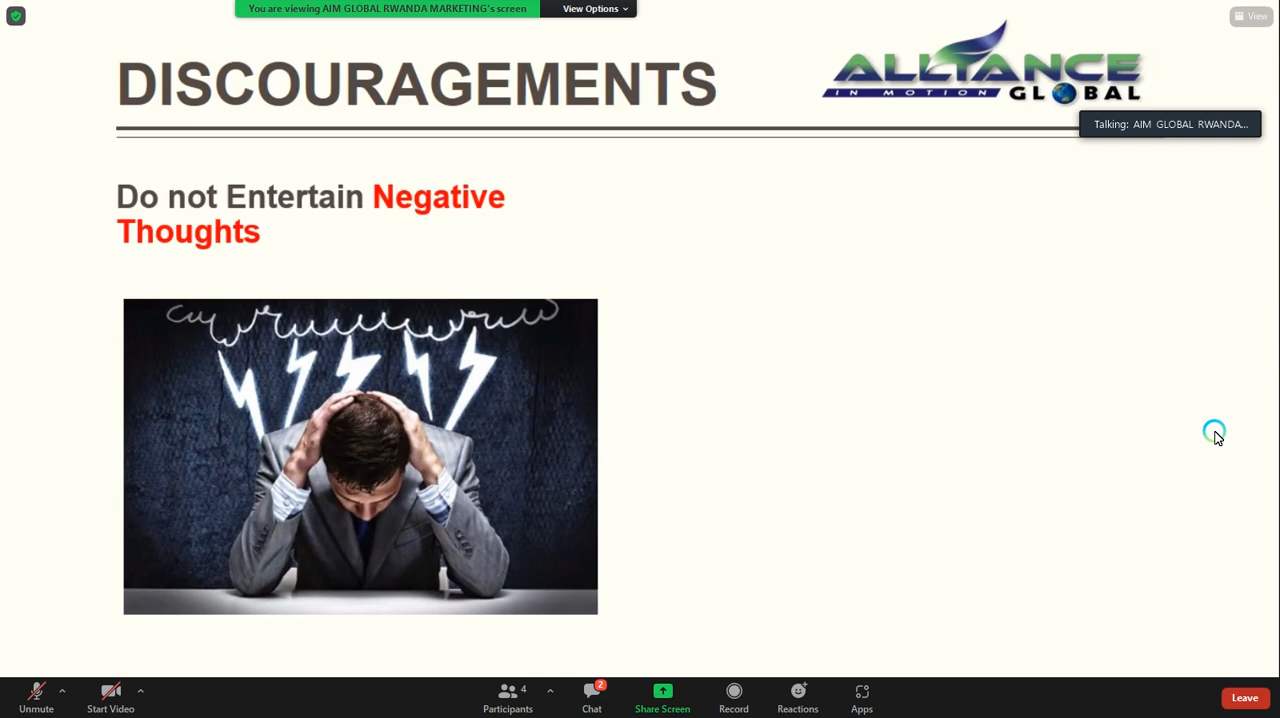 You are viewing AIM GLOBAL RWANDA MARKETING's screen
View Options
View
DISCOURAGEMENTS
ALLIANCE
IN MOTION GLOBAL
Talking: AIM GLOBAL RWANDA...
Do not Entertain Negative
Thoughts
Unmute
Start Video
Participants 4
Chat 2
Share Screen
Record
Reactions
Apps
Leave